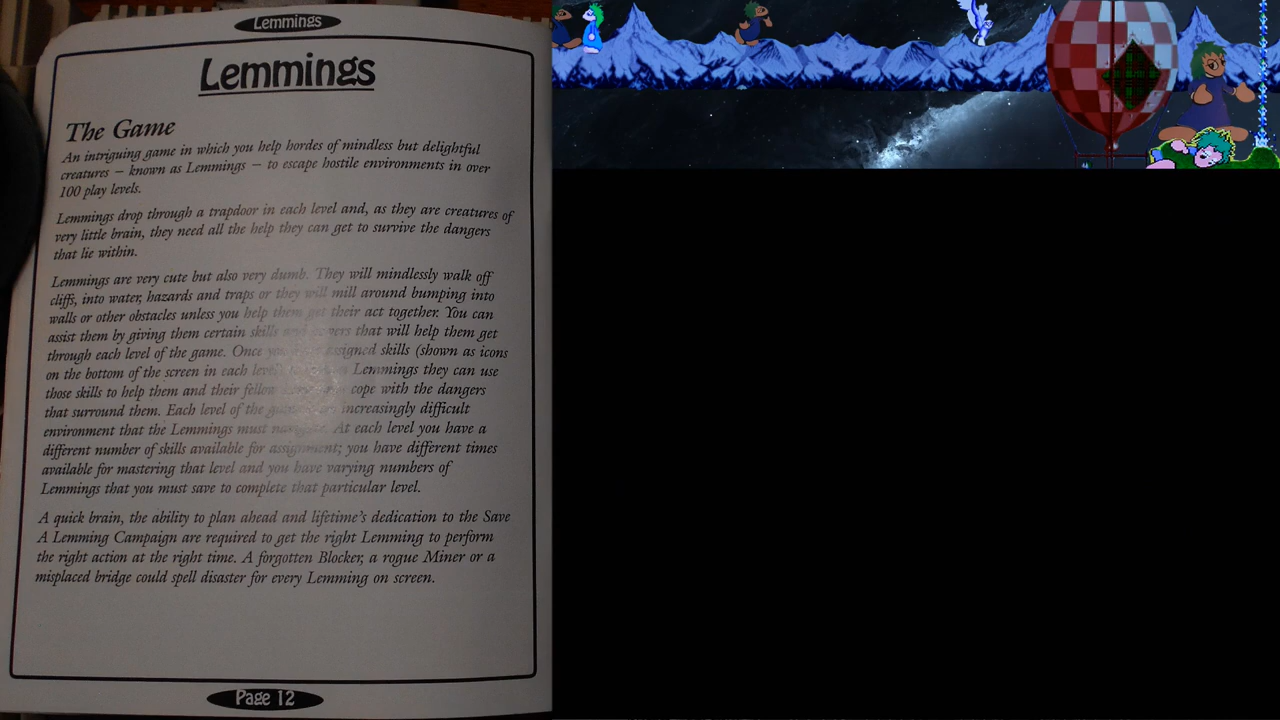 Lemmings
Lemmings
The Game
An intriguing game in which you help hordes of mindless but delightful
creatures – known as Lemmings – to escape hostile environments in over
100 play levels.
Lemmings drop through a trapdoor in each level and, as they are creatures of
very little brain, they need all the help they can get to survive the dangers
that lie within.
Lemmings are very cute but also very dumb. They will mindlessly walk off
cliffs, into water, hazards and traps or they will mill around bumping into
walls or other obstacles unless you help them get their act together. You can
assist them by giving them certain skills and powers that will help them get
through each level of the game. Once you assigned skills (shown as icons
on the bottom of the screen in each level) Lemmings they can use
those skills to help them and their fellow cope with the dangers
that surround them. Each level of the increasingly difficult
environment that the Lemmings must navigate. At each level you have a
different number of skills available for assignment; you have different times
available for mastering that level and you have varying numbers of
Lemmings that you must save to complete that particular level.
A quick brain, the ability to plan ahead and lifetime's dedication to the Save
A Lemming Campaign are required to get the right Lemming to perform
the right action at the right time. A forgotten Blocker, a rogue Miner or a
misplaced bridge could spell disaster for every Lemming on screen.
Page 12